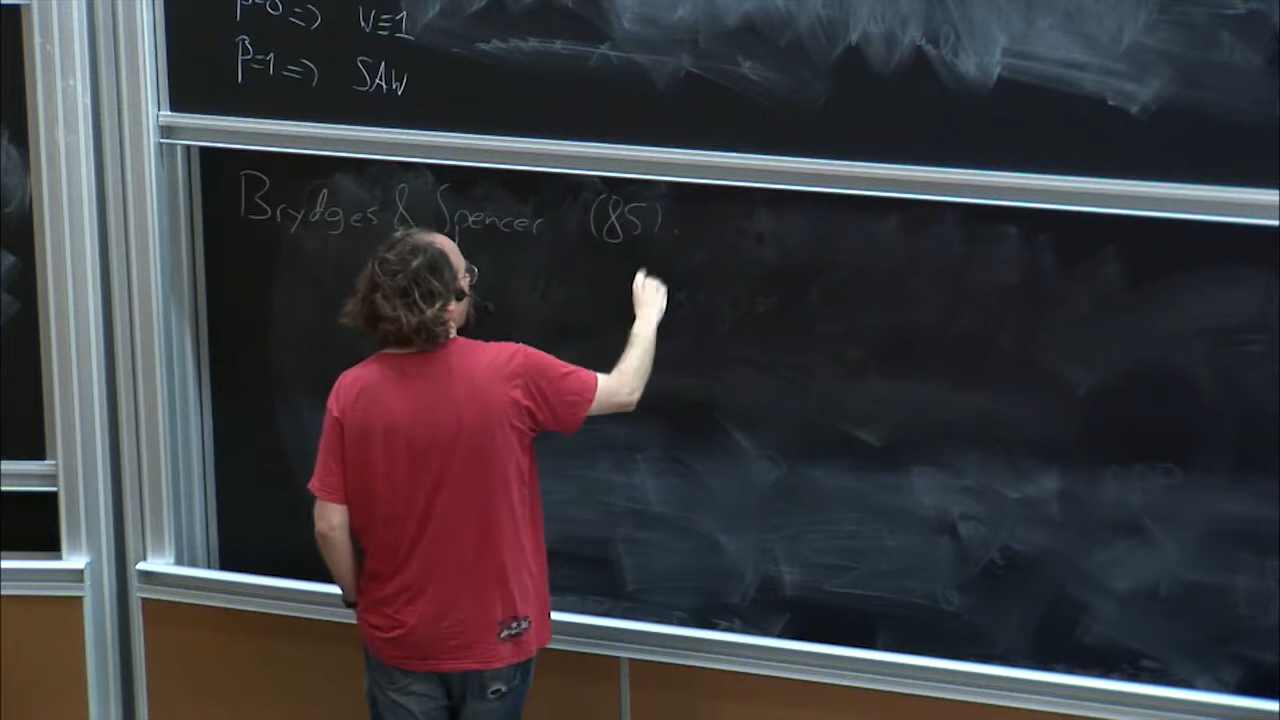 β=0 => W≡1
β=1 => SAW
Brydges & Spencer (85).